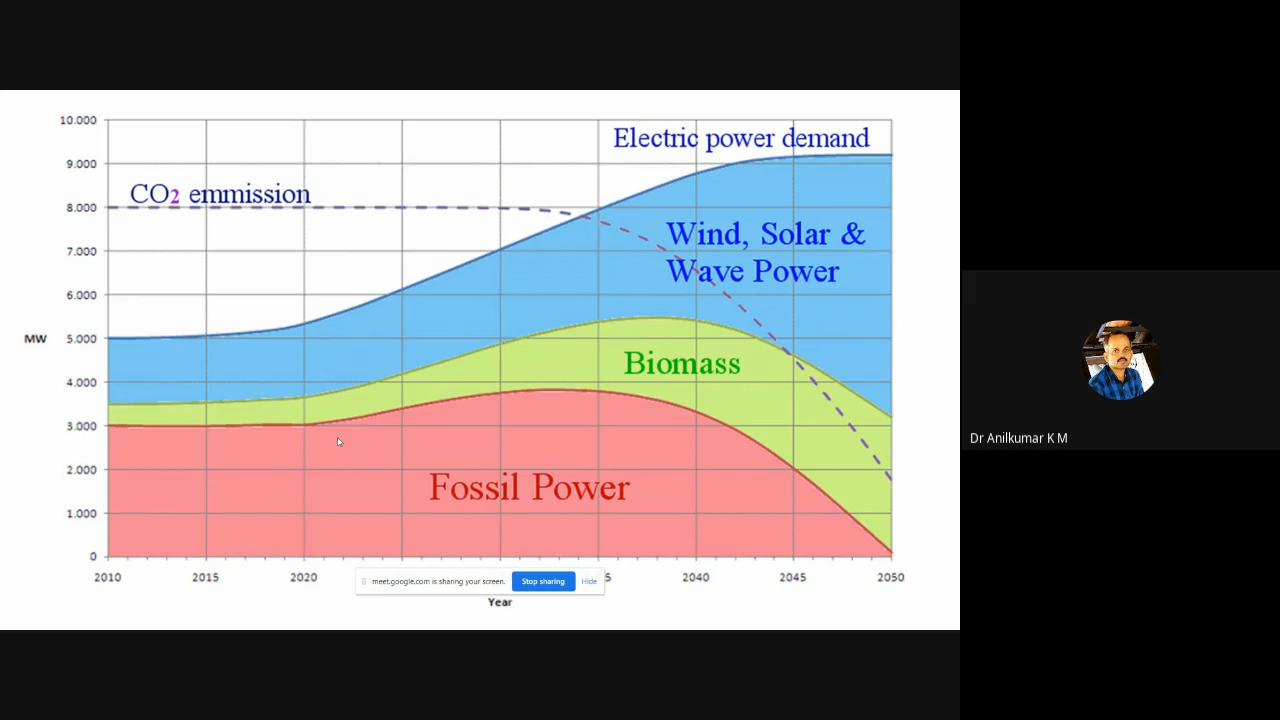 10.000
Electric power demand
9.000
CO2 emmission
8.000
Wind, Solar &
7.000
Wave Power
6.000
MW
5.000
Biomass
4.000
3.000
Dr Anilkumar K M
2.000
Fossil Power
1.000
0
2010 2015 2020 5 2040 2045 2050
meet.google.com is sharing your screen. Stop sharing Hide
Year